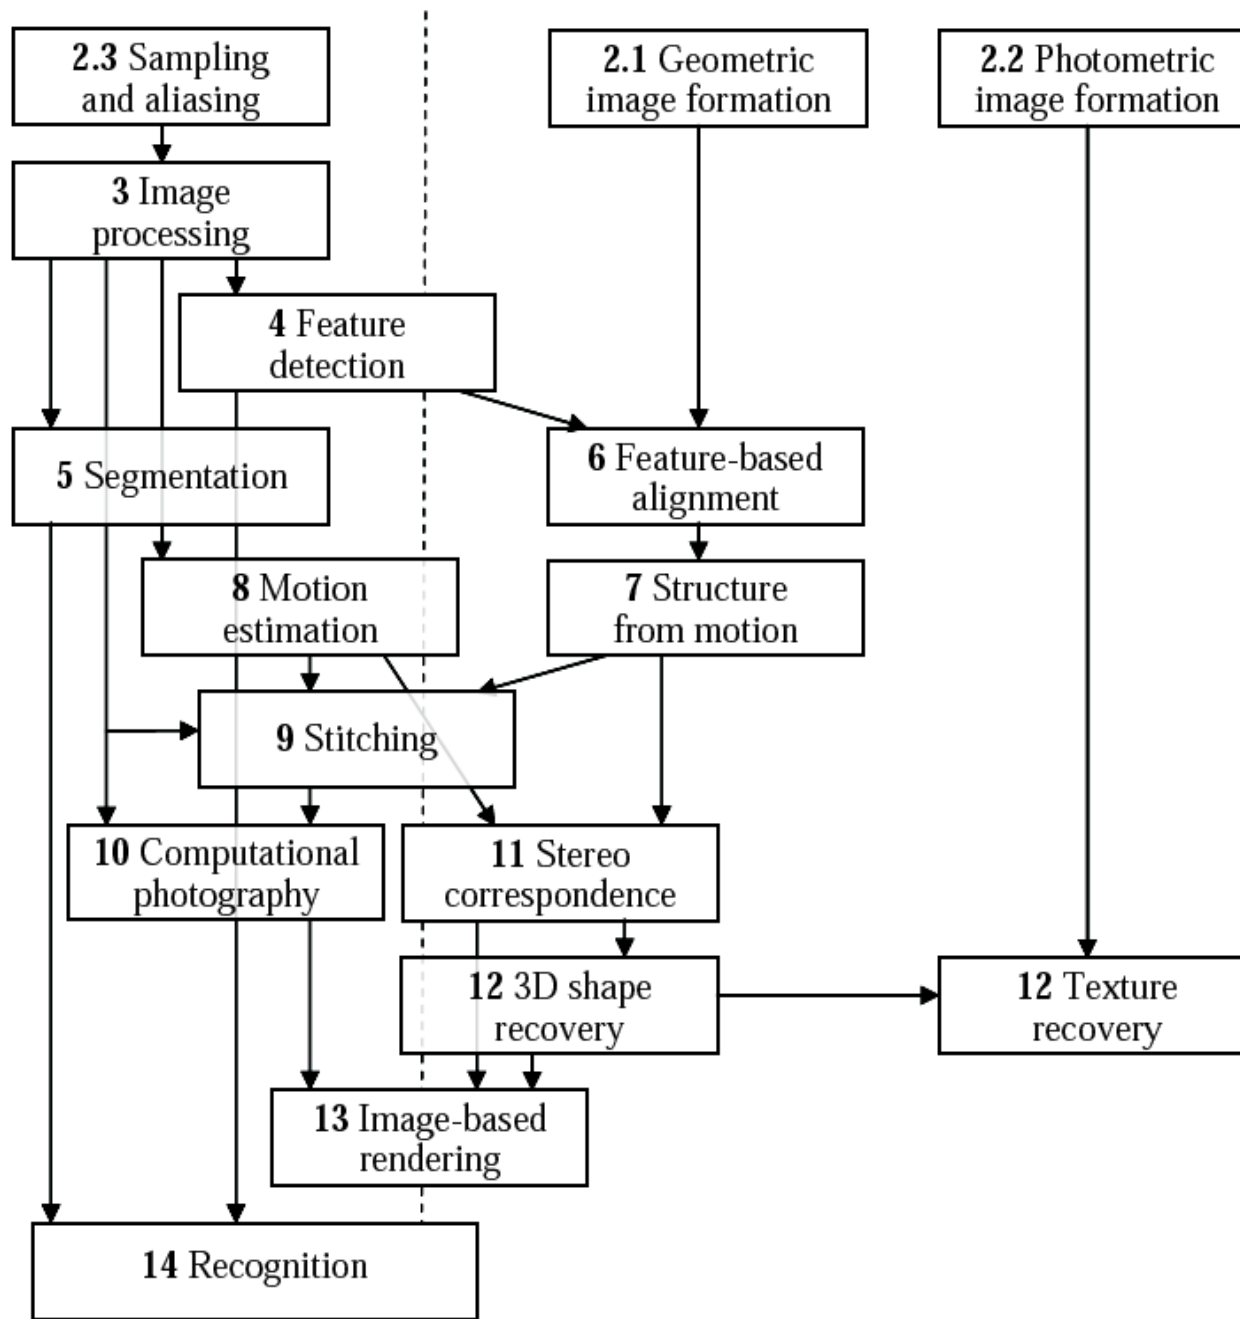 2.3 Sampling
and aliasing
2.1 Geometric
image formation
2.2 Photometric
image formation
3 Image
processing
4 Feature
detection
5 Segmentation
6 Feature-based
alignment
8 Motion
estimation
7 Structure
from motion
9 Stitching
10 Computational
photography
11 Stereo
correspondence
12 3D shape
recovery
12 Texture
recovery
13 Image-based
rendering
14 Recognition